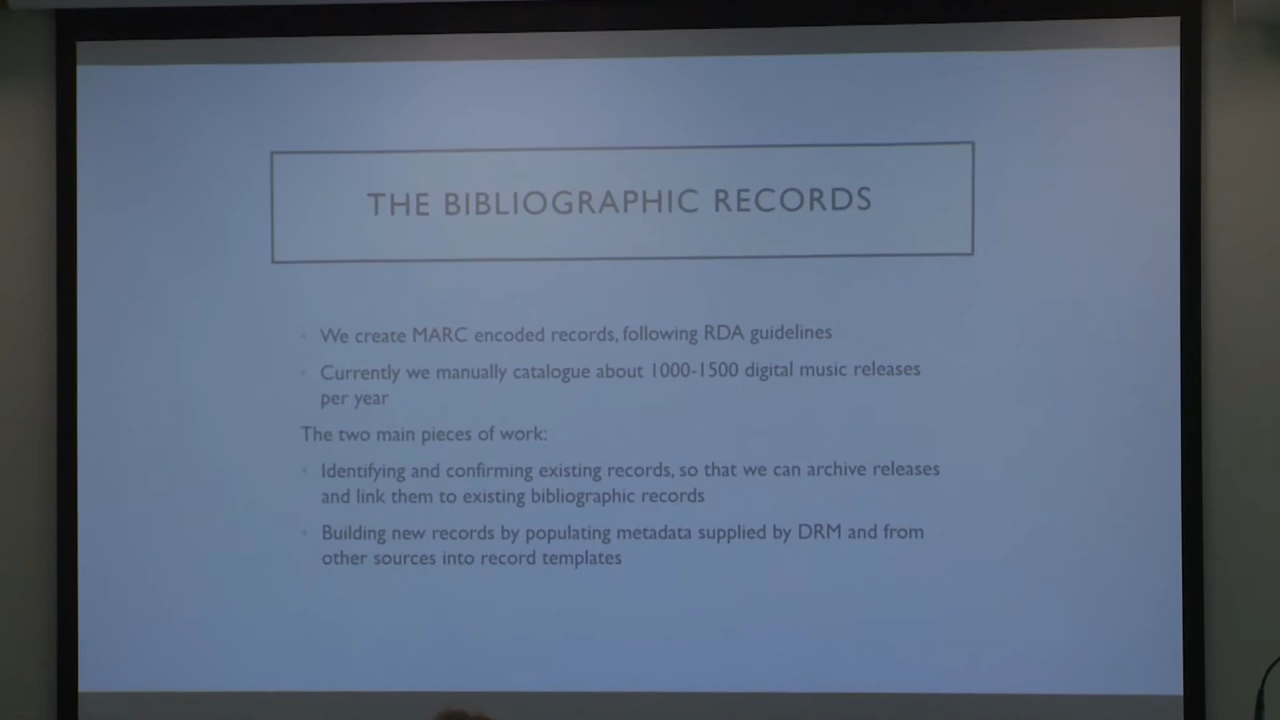 THE BIBLIOGRAPHIC RECORDS
We create MARC encoded records, following RDA guidelines
Currently we manually catalogue about 1000-1500 digital music releases
per year
The two main pieces of work:
Identifying and confirming existing records, so that we can archive releases
and link them to existing bibliographic records
Building new records by populating metadata supplied by DRM and from
other sources into record templates